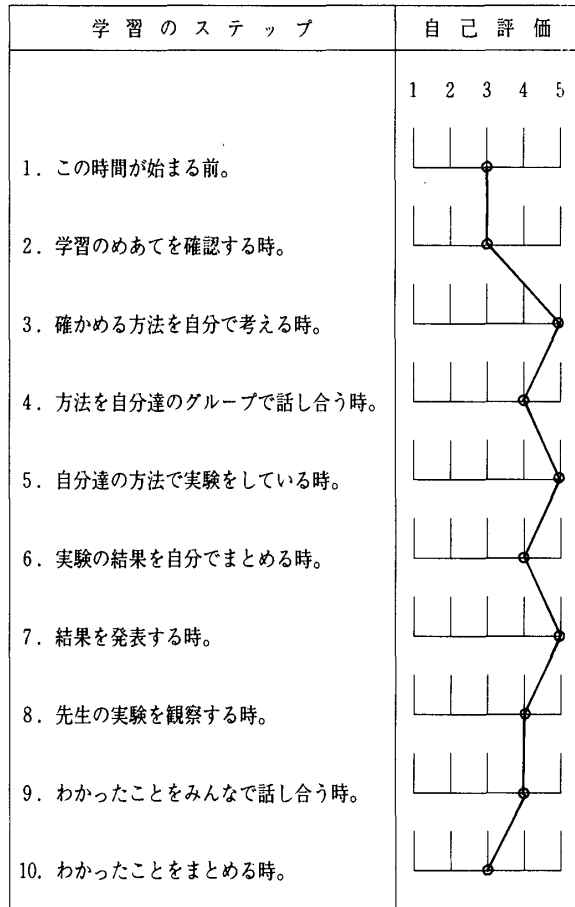 学習のステップ 自己評価
1 2 3 4 5
1. この時間が始まる前。
2. 学習のめあてを確認する時。
3. 確かめる方法を自分で考える時。
4. 方法を自分達のグループで話し合う時。
5. 自分達の方法で実験をしている時。
6. 実験の結果を自分でまとめる時。
7. 結果を発表する時。
8. 先生の実験を観察する時。
9. わかったことをみんなで話し合う時。
10. わかったことをまとめる時。